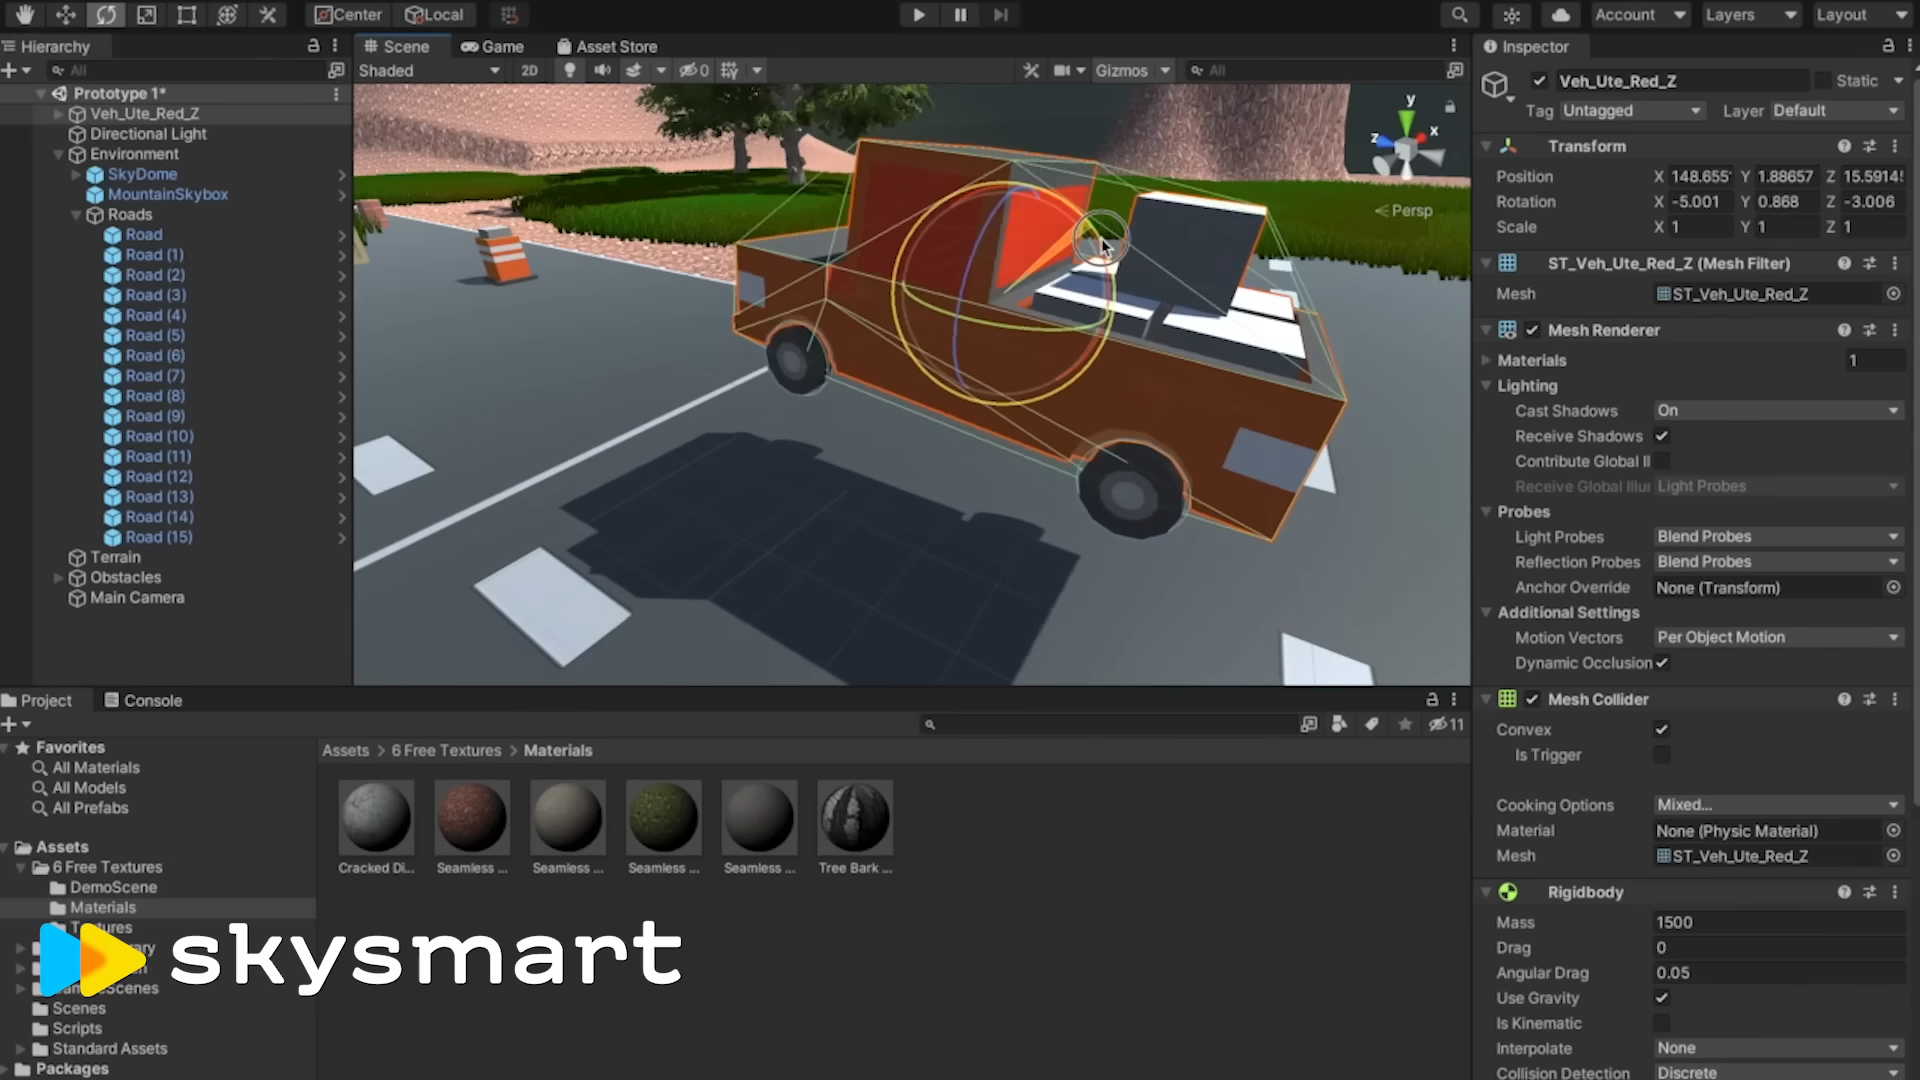 Center
Local
Account
Layers
Layout
Hierarchy
All
Prototype 1*
Veh_Ute_Red_Z
Directional Light
Environment
SkyDome
MountainSkybox
Roads
Road
Road (1)
Road (2)
Road (3)
Road (4)
Road (5)
Road (6)
Road (7)
Road (8)
Road (9)
Road (10)
Road (11)
Road (12)
Road (13)
Road (14)
Road (15)
Terrain
Obstacles
Main Camera
Scene
Game
Asset Store
Shaded
2D
0
Gizmos
All
y
x
z
Persp
Inspector
Veh_Ute_Red_Z
Static
Tag Untagged
Layer Default
Transform
Position X 148.655 Y 1.88657 Z 15.5914
Rotation X -5.001 Y 0.868 Z -3.006
Scale X 1 Y 1 Z 1
ST_Veh_Ute_Red_Z (Mesh Filter)
Mesh ST_Veh_Ute_Red_Z
Mesh Renderer
Materials 1
Lighting
Cast Shadows On
Receive Shadows
Contribute Global Il
Receive Global Illur Light Probes
Probes
Light Probes Blend Probes
Reflection Probes Blend Probes
Anchor Override None (Transform)
Additional Settings
Motion Vectors Per Object Motion
Dynamic Occlusion
Mesh Collider
Convex
Is Trigger
Cooking Options Mixed...
Material None (Physic Material)
Mesh ST_Veh_Ute_Red_Z
Rigidbody
Mass 1500
Drag 0
Angular Drag 0.05
Use Gravity
Is Kinematic
Interpolate None
Collision Detection Discrete
Project
Console
11
Favorites
All Materials
All Models
All Prefabs
Assets
6 Free Textures
DemoScene
Materials
Scenes
Scripts
Standard Assets
Packages
Assets > 6 Free Textures > Materials
Cracked Di...
Seamless ...
Seamless ...
Seamless ...
Seamless ...
Tree Bark ...
skysmart